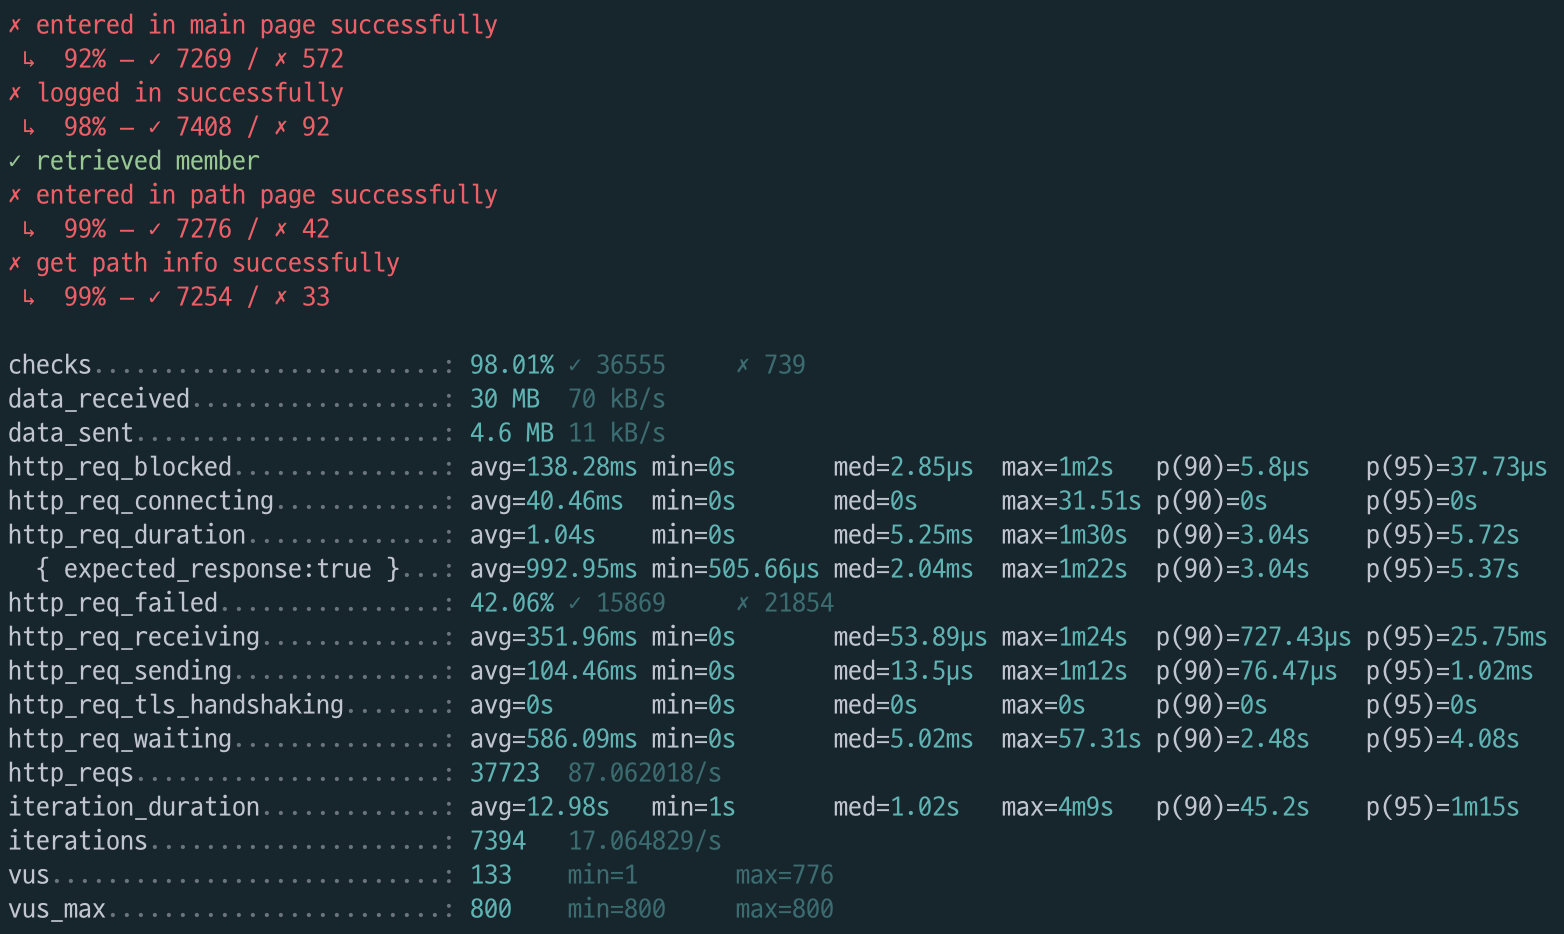 ✗ entered in main page successfully
 ↳  92% — ✓ 7269 / ✗ 572
✗ logged in successfully
 ↳  98% — ✓ 7408 / ✗ 92
✓ retrieved member
✗ entered in path page successfully
 ↳  99% — ✓ 7276 / ✗ 42
✗ get path info successfully
 ↳  99% — ✓ 7254 / ✗ 33

checks.........................: 98.01% ✓ 36555     ✗ 739
data_received..................: 30 MB  70 kB/s
data_sent......................: 4.6 MB 11 kB/s
http_req_blocked...............: avg=138.28ms min=0s       med=2.85µs  max=1m2s   p(90)=5.8µs    p(95)=37.73µs
http_req_connecting............: avg=40.46ms  min=0s       med=0s      max=31.51s p(90)=0s       p(95)=0s
http_req_duration..............: avg=1.04s    min=0s       med=5.25ms  max=1m30s  p(90)=3.04s    p(95)=5.72s
  { expected_response:true }...: avg=992.95ms min=505.66µs med=2.04ms  max=1m22s  p(90)=3.04s    p(95)=5.37s
http_req_failed................: 42.06% ✓ 15869     ✗ 21854
http_req_receiving.............: avg=351.96ms min=0s       med=53.89µs max=1m24s  p(90)=727.43µs p(95)=25.75ms
http_req_sending...............: avg=104.46ms min=0s       med=13.5µs  max=1m12s  p(90)=76.47µs  p(95)=1.02ms
http_req_tls_handshaking.......: avg=0s       min=0s       med=0s      max=0s     p(90)=0s       p(95)=0s
http_req_waiting...............: avg=586.09ms min=0s       med=5.02ms  max=57.31s p(90)=2.48s    p(95)=4.08s
http_reqs......................: 37723  87.062018/s
iteration_duration.............: avg=12.98s   min=1s       med=1.02s   max=4m9s   p(90)=45.2s    p(95)=1m15s
iterations.....................: 7394   17.064829/s
vus............................: 133    min=1       max=776
vus_max........................: 800    min=800     max=800